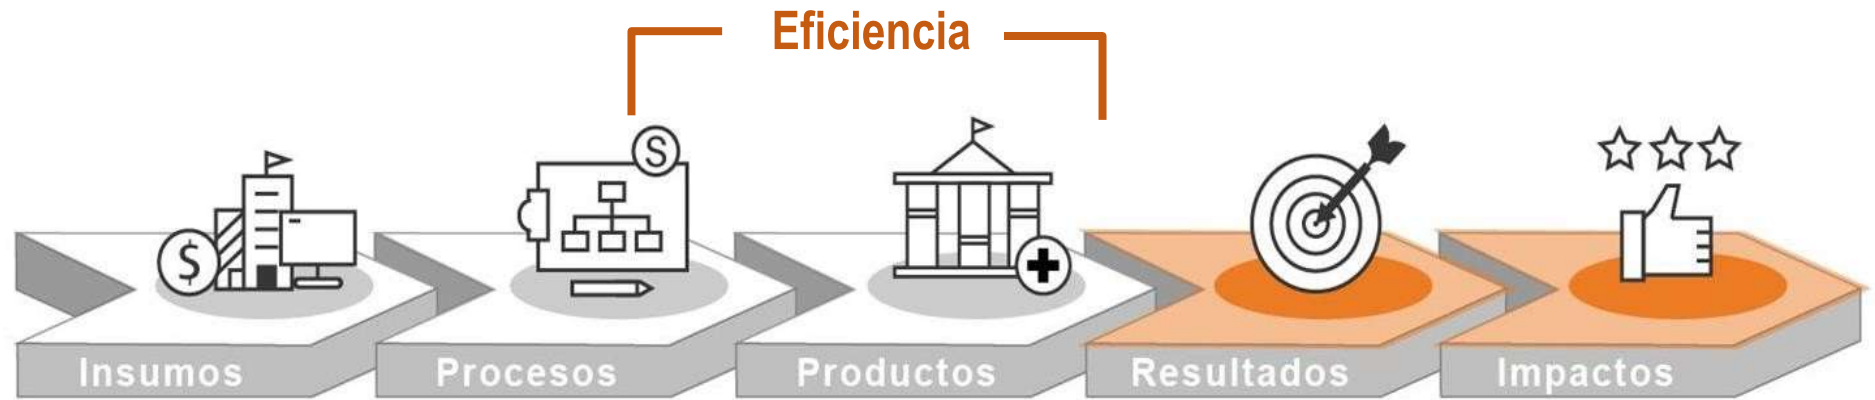 Eficiencia
S
$
Insumos
Procesos
Productos
Resultados
Impactos